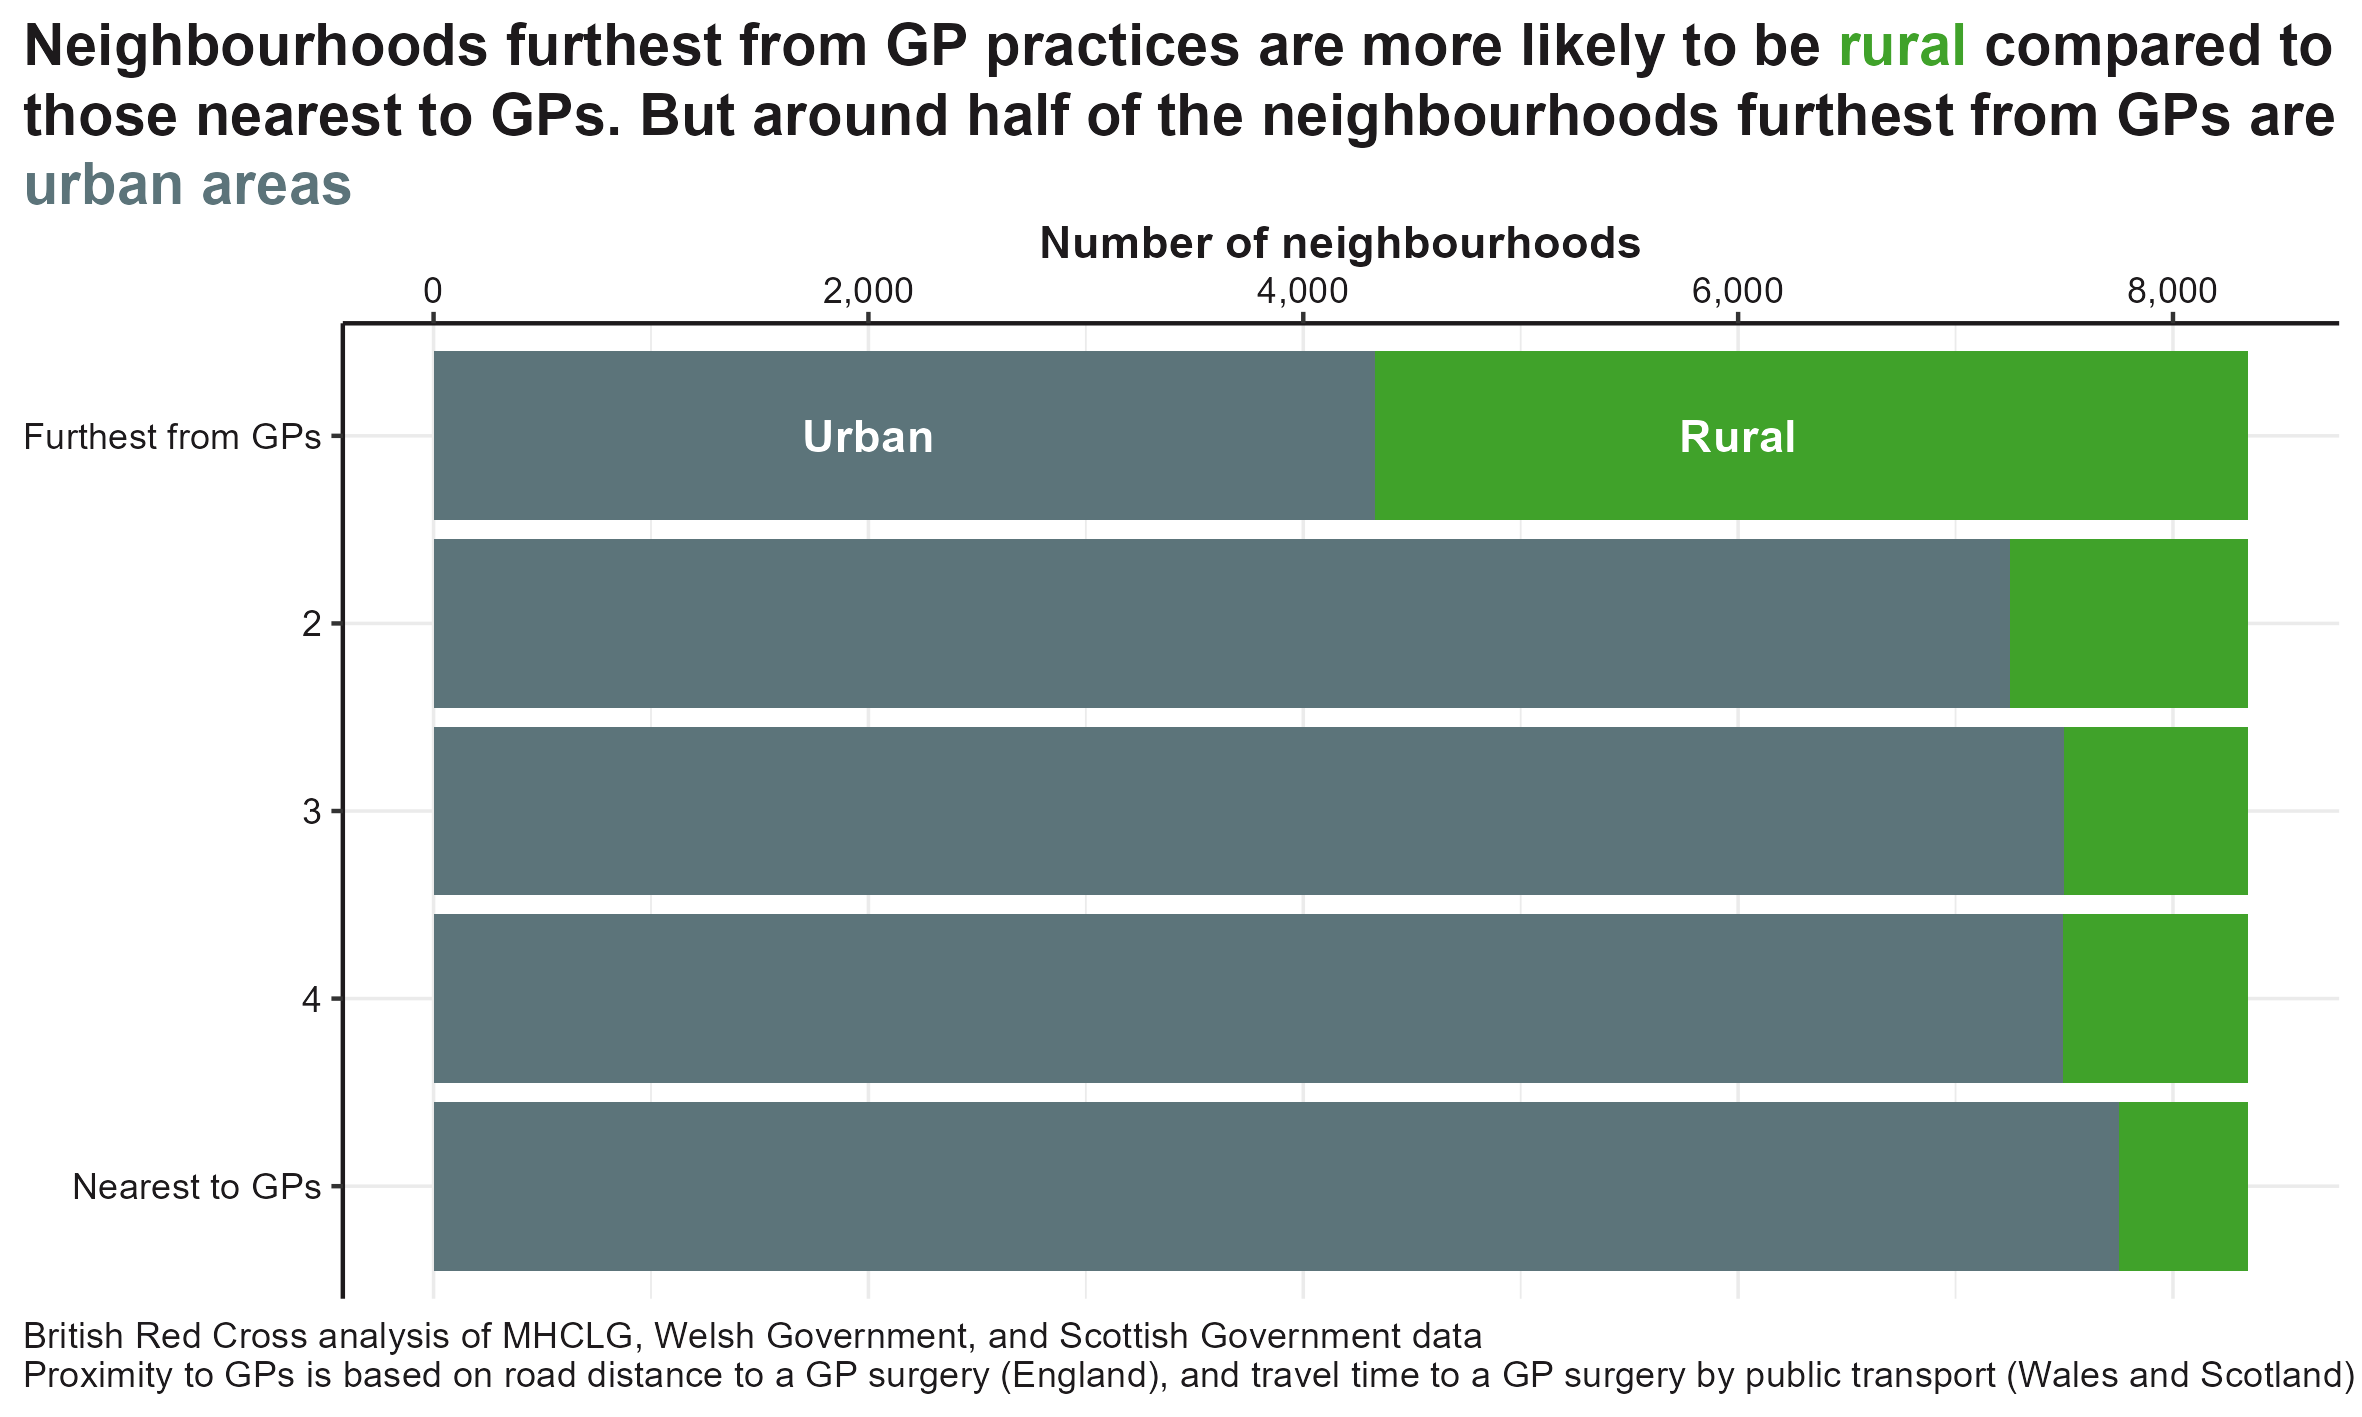 Neighbourhoods furthest from GP practices are more likely to be rural compared to
those nearest to GPs. But around half of the neighbourhoods furthest from GPs are
urban areas
Number of neighbourhoods
0 2,000 4,000 6,000 8,000
Furthest from GPs Urban Rural
2
3
4
Nearest to GPs
British Red Cross analysis of MHCLG, Welsh Government, and Scottish Government data
Proximity to GPs is based on road distance to a GP surgery (England), and travel time to a GP surgery by public transport (Wales and Scotland)